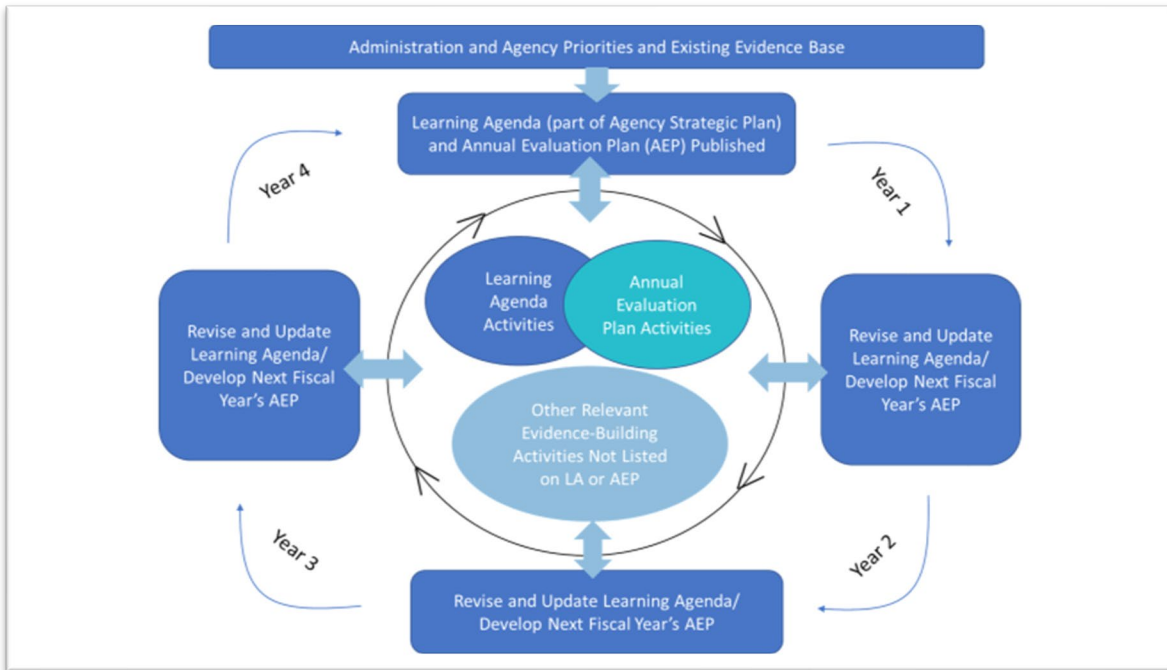 Administration and Agency Priorities and Existing Evidence Base
Learning Agenda (part of Agency Strategic Plan)
and Annual Evaluation Plan (AEP) Published
Year 4
Year 1
Learning
Agenda
Activities
Annual
Evaluation
Plan Activities
Revise and Update
Learning Agenda/
Develop Next Fiscal
Year's AEP
Revise and Update
Learning Agenda/
Develop Next Fiscal
Year's AEP
Other Relevant
Evidence-Building
Activities Not Listed
on LA or AEP
Year 3
Year 2
Revise and Update Learning Agenda/
Develop Next Fiscal Year's AEP